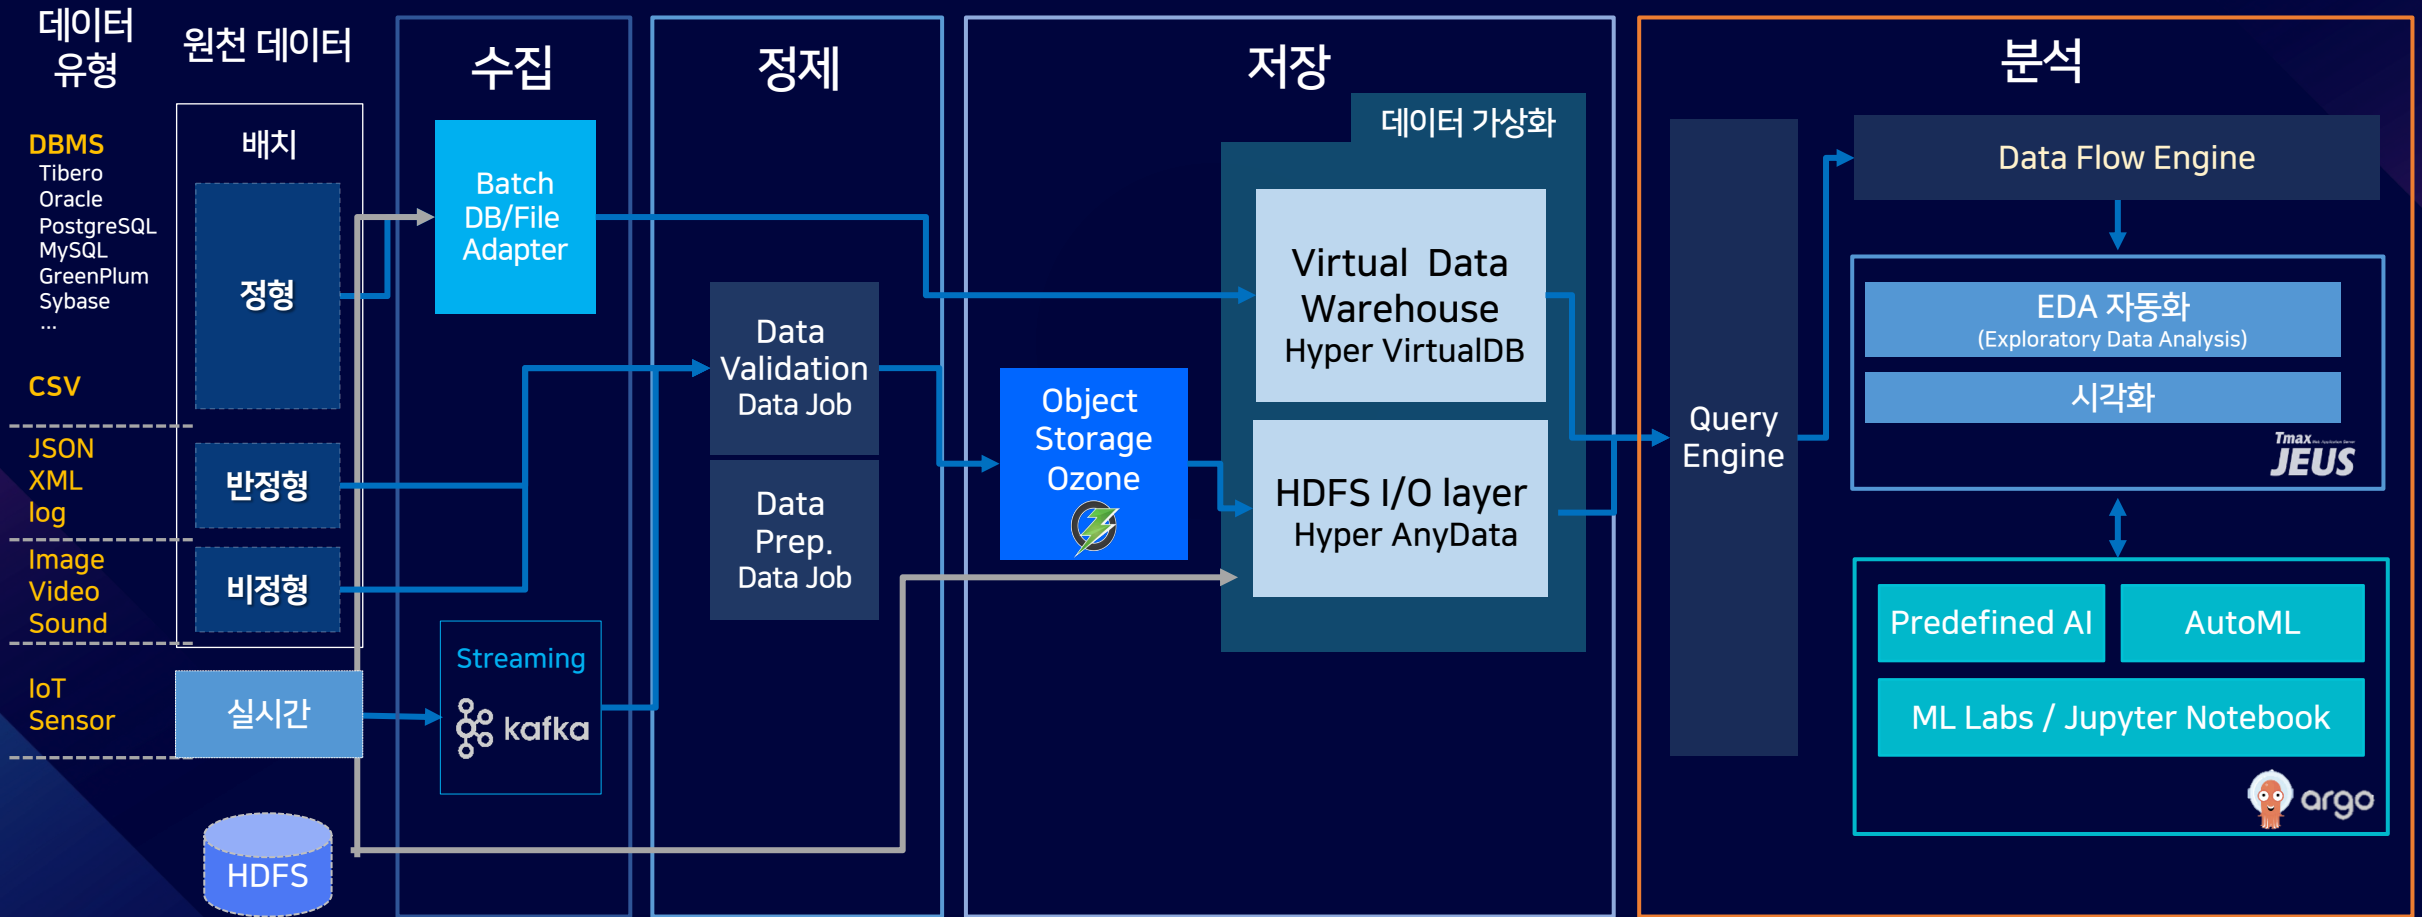 데이터
유형
원천 데이터
수집
정제
저장
분석
DBMS
Tibero
Oracle
PostgreSQL
MySQL
GreenPlum
Sybase
...
CSV
JSON
XML
log
Image
Video
Sound
IoT
Sensor
배치
정형
반정형
비정형
실시간
HDFS
Batch
DB/File
Adapter
Streaming
kafka
Data
Validation
Data Job
Data
Prep.
Data Job
Object
Storage
Ozone
데이터 가상화
Virtual Data
Warehouse
Hyper VirtualDB
HDFS I/O layer
Hyper AnyData
Query
Engine
Data Flow Engine
EDA 자동화
(Exploratory Data Analysis)
시각화
Tmax Web Application Server
JEUS
Predefined AI
AutoML
ML Labs / Jupyter Notebook
argo